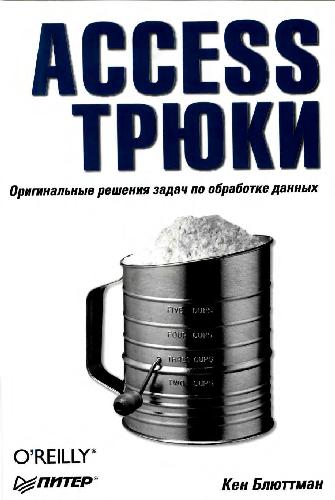 ACCESS
ТРЮКИ
Оригинальные решения задач по обработке данных
FIVE CUPS
FOUR CUPS
THREE CUPS
TWO CUPS
O'REILLY®
ПИТЕР®
Кен Блюттман